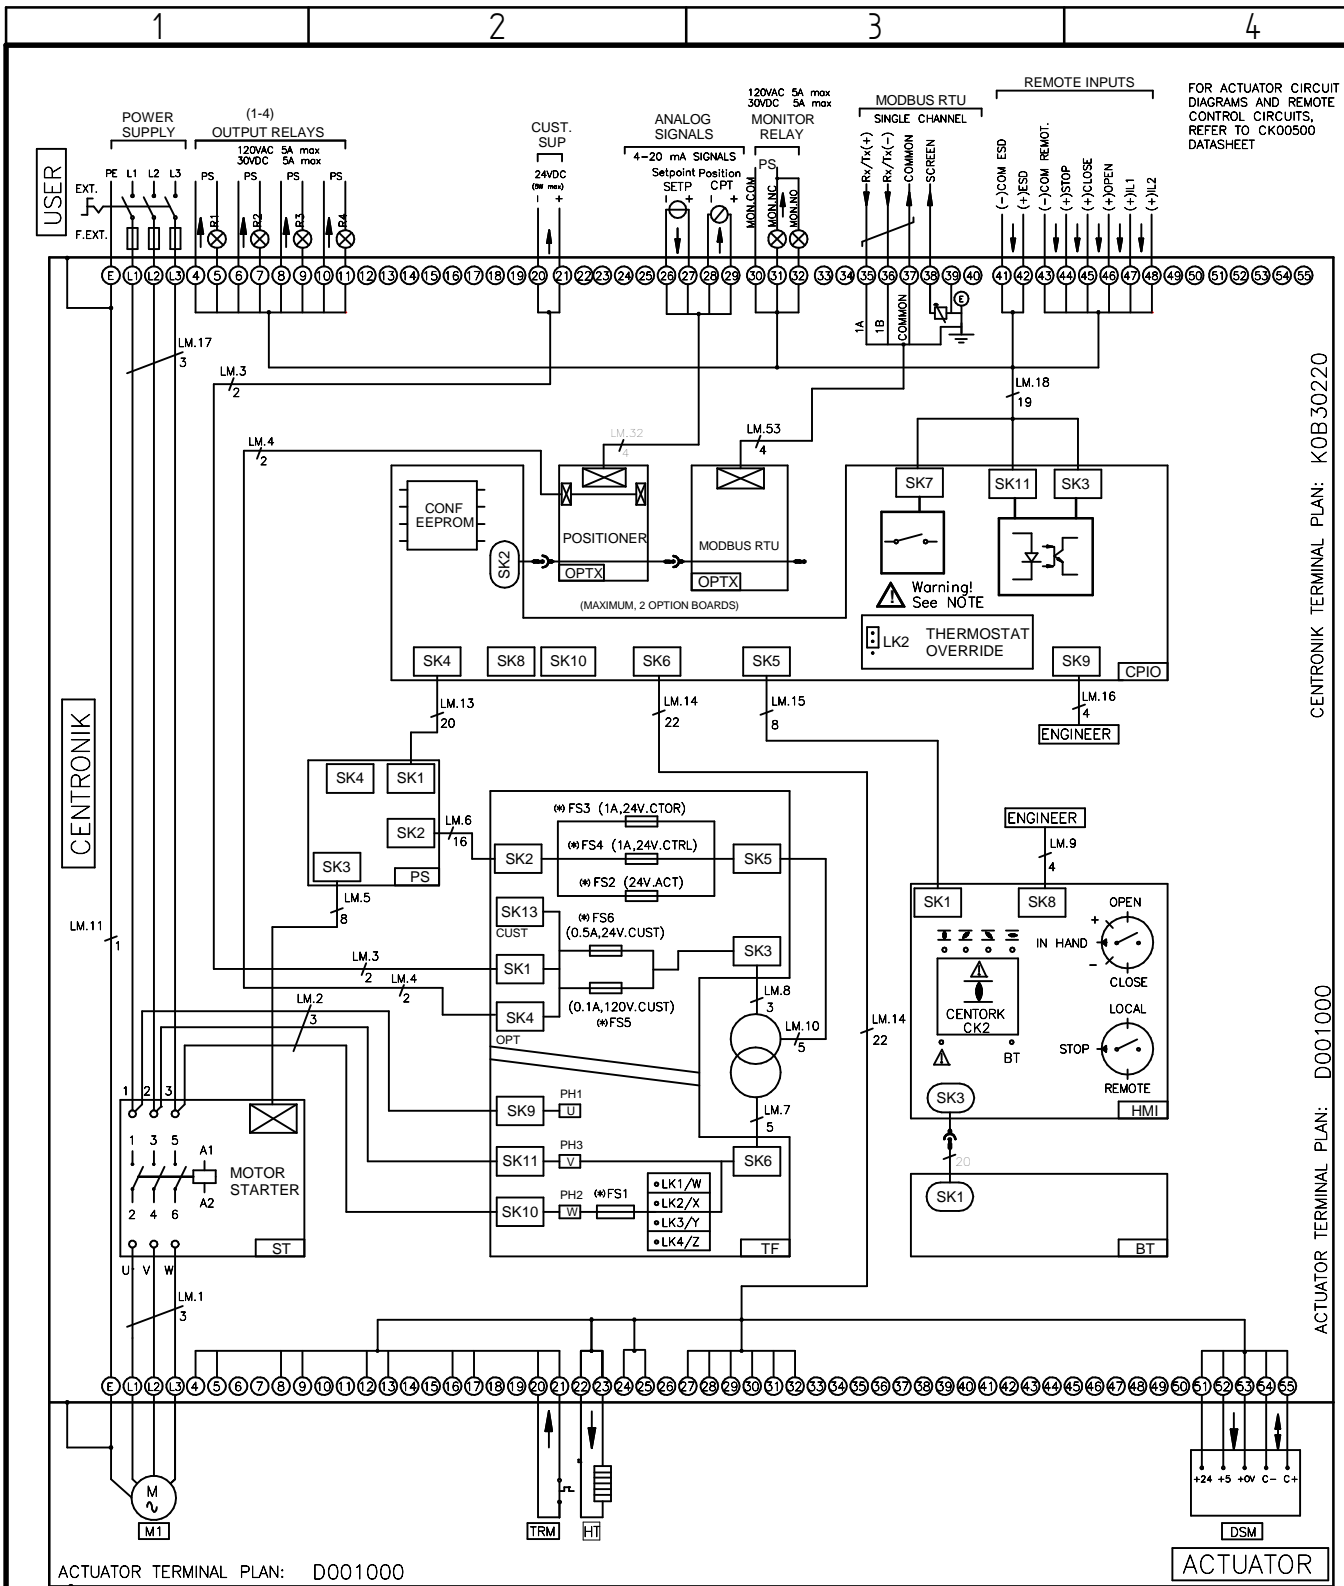 1 2 3 4
FOR ACTUATOR CIRCUIT
DIAGRAMS AND REMOTE
CONTROL CIRCUITS,
REFER TO CK00500
DATASHEET
USER
POWER
SUPPLY
PE L1 L2 L3
EXT.
F.EXT.
(1-4)
OUTPUT RELAYS
120VAC 5A max
30VDC 5A max
PS PS PS PS
R1 R2 R3 R4
CUST.
SUP
24VDC
(5W max)
- +
ANALOG
SIGNALS
4-20 mA SIGNALS
Setpoint Position
SETP CPT
- + - +
120VAC 5A max
30VDC 5A max
MONITOR
RELAY
PS
MON.COM
MON.NC
MON.NO
MODBUS RTU
SINGLE CHANNEL
Rx/Tx(+)
Rx/Tx(-)
COMMON
SCREEN
REMOTE INPUTS
(-)COM ESD
(+)ESD
(-)COM REMOT.
(+)STOP
(+)CLOSE
(+)OPEN
(+)IL1
(+)IL2
E L1 L2 L3 4 5 6 7 8 9 10 11 12 13 14 15 16 17 18 19 20 21 22 23 24 25 26 27 28 29 30 31 32 33 34 35 36 37 38 39 40 41 42 43 44 45 46 47 48 49 50 51 52 53 54 55
E
1A
1B
COMMON
LM.17
3
LM.3
2
LM.18
19
LM.4
2
LM.32
4
LM.53
4
CENTRONIK TERMINAL PLAN: K0B30220
CONF
EEPROM
SK2
POSITIONER
OPTX
MODBUS RTU
OPTX
(MAXIMUM, 2 OPTION BOARDS)
SK7
SK11
SK3
Warning!
See NOTE
LK2
THERMOSTAT
OVERRIDE
SK4
SK8
SK10
SK6
SK5
SK9
CPIO
LM.13
20
LM.14
22
LM.15
8
LM.16
4
ENGINEER
CENTRONIK
SK4
SK1
SK2
SK3
PS
LM.6
16
LM.5
8
LM.11
1
(*)FS3 (1A,24V.CTOR)
(*)FS4 (1A,24V.CTRL)
(*)FS2 (24V.ACT)
SK2
SK5
SK13
CUST
(*)FS6
(0.5A,24V.CUST)
SK1
SK3
SK4
OPT
(0.1A,120V.CUST)
(*)FS5
LM.3
2
LM.4
2
LM.2
3
LM.8
3
LM.10
5
LM.7
5
LM.14
22
SK9
PH1
U
SK11
PH3
V
SK6
SK10
PH2
W
(*)FS1
LK1/W
LK2/X
LK3/Y
LK4/Z
TF
ENGINEER
LM.9
4
SK1
SK8
OPEN
+
IN HAND
-
CLOSE
CENTORK
CK2
BT
LOCAL
STOP
REMOTE
SK3
HMI
20
SK1
BT
ACTUATOR TERMINAL PLAN: D001000
1 2 3
1 3 5
A1
A2
MOTOR
STARTER
2 4 6
ST
U V W
LM.1
3
E L1 L2 L3 4 5 6 7 8 9 10 11 12 13 14 15 16 17 18 19 20 21 22 23 24 25 26 27 28 29 30 31 32 33 34 35 36 37 38 39 40 41 42 43 44 45 46 47 48 49 50 51 52 53 54 55
M
M1
TRM
HT
+24 +5 +0V C- C+
DSM
ACTUATOR TERMINAL PLAN: D001000
ACTUATOR